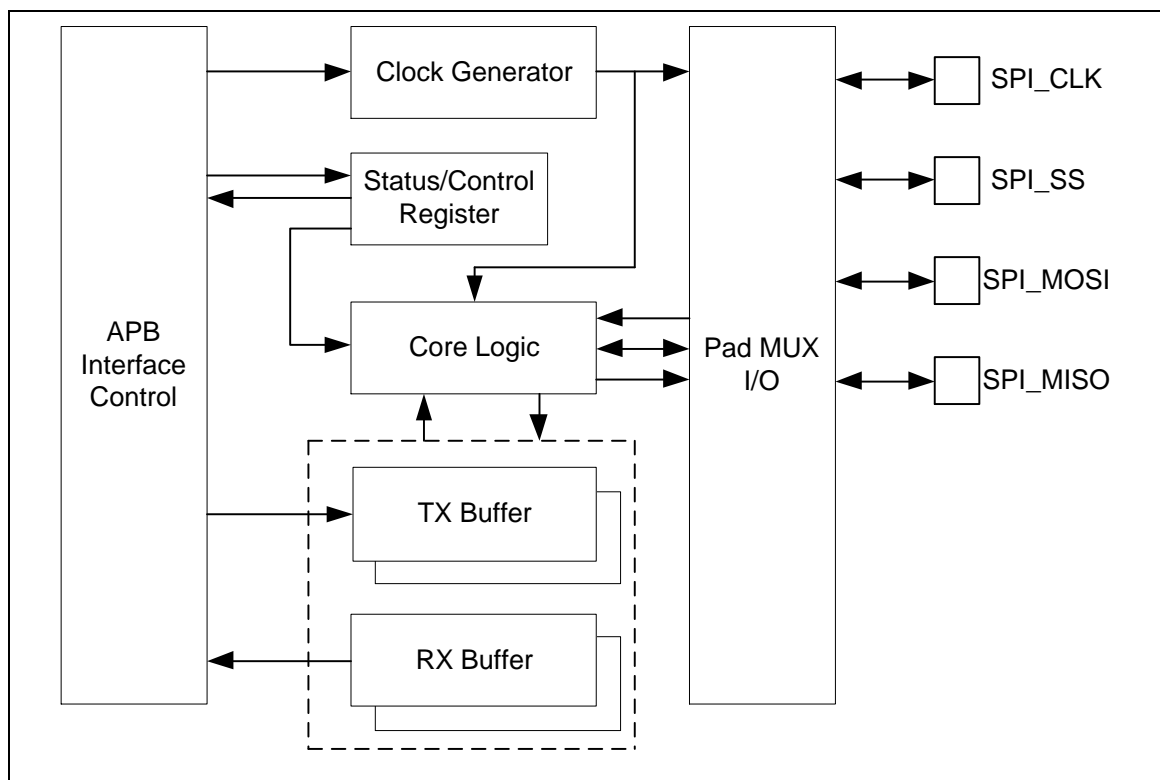 Clock Generator
SPI_CLK
Status/Control
Register
SPI_SS
APB
Interface
Control
Core Logic
Pad MUX
I/O
SPI_MOSI
SPI_MISO
TX Buffer
RX Buffer